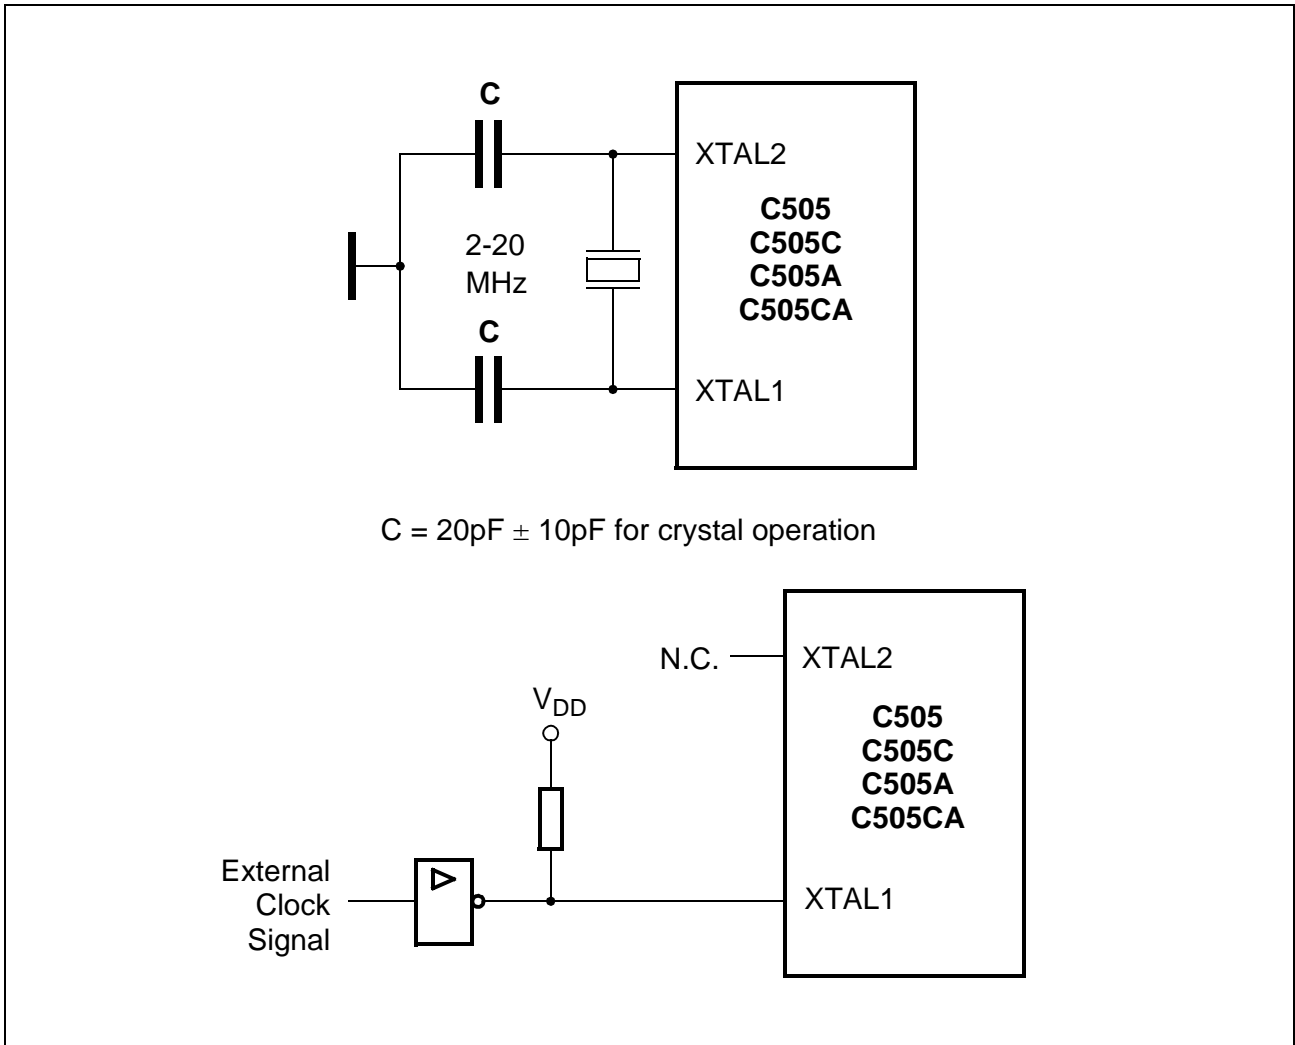 C
XTAL2
C505
C505C
C505A
C505CA
2-20
MHz
C
XTAL1
C = 20pF ± 10pF for crystal operation
N.C.
XTAL2
VDD
C505
C505C
C505A
C505CA
External
Clock
Signal
XTAL1